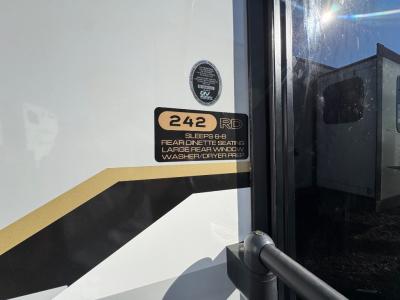 242 RD
SLEEPS 6-8
REAR DINETTE SEATING
LARGE REAR WINDOW
WASHER/DRYER PREP